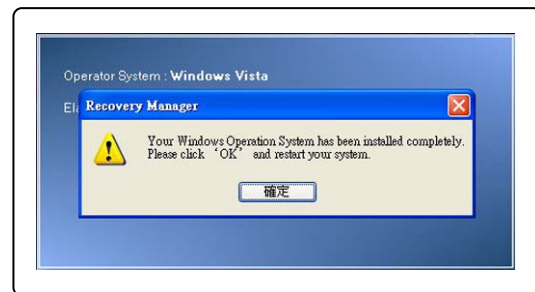 Operator System : Windows Vista
El
Recovery Manager
Your Windows Operation System has been installed completely.
Please click ‘OK’ and restart your system.
確定